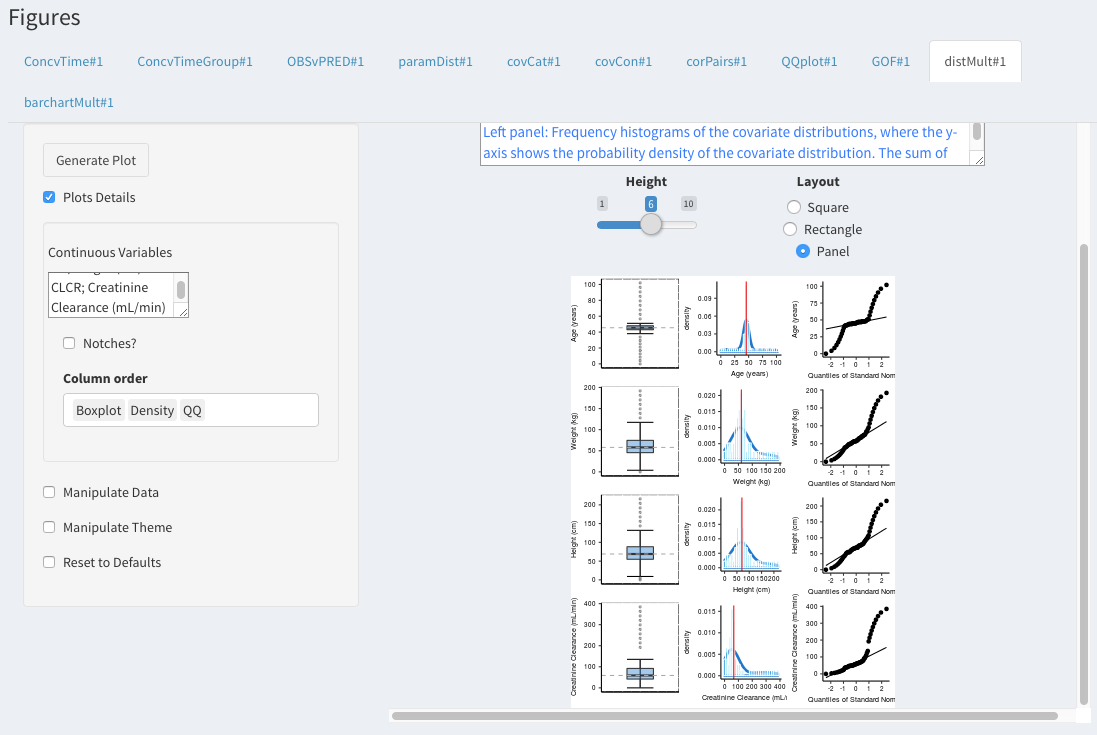 Figures
ConcvTime#1 ConcvTimeGroup#1 OBSvPRED#1 paramDist#1 covCat#1 covCon#1 corPairs#1 QQplot#1 GOF#1 distMult#1
barchartMult#1
Generate Plot
Plots Details
Continuous Variables
CLCR; Creatinine
Clearance (mL/min)
Notches?
Column order
Boxplot Density QQ
Manipulate Data
Manipulate Theme
Reset to Defaults
Left panel: Frequency histograms of the covariate distributions, where the y-
axis shows the probability density of the covariate distribution. The sum of
Height
1 6 10
Layout
Square
Rectangle
Panel
Age (years)
100
80
60
40
20
0
density
0.09
0.06
0.03
0.00
0 25 50 75 100
Age (years)
Age (years)
100
75
50
25
0
-2 -1 0 1 2
Quantiles of Standard Nom
Weight (kg)
200
150
100
50
0
density
0.020
0.015
0.010
0.005
0.000
0 50 100 150 200
Weight (kg)
Weight (kg)
200
150
100
50
0
-2 -1 0 1 2
Quantiles of Standard Nom
Height (cm)
200
150
100
50
0
density
0.020
0.015
0.010
0.005
0.000
0 50 100 150 200
Height (cm)
Height (cm)
200
150
100
50
0
-2 -1 0 1 2
Quantiles of Standard Nom
Creatinine Clearance (mL/min)
400
300
200
100
0
density
0.015
0.010
0.005
0.000
0 100 200 300 400
Creatinine Clearance (mL/
Creatinine Clearance (mL/min)
400
300
200
100
0
-2 -1 0 1 2
Quantiles of Standard Nom